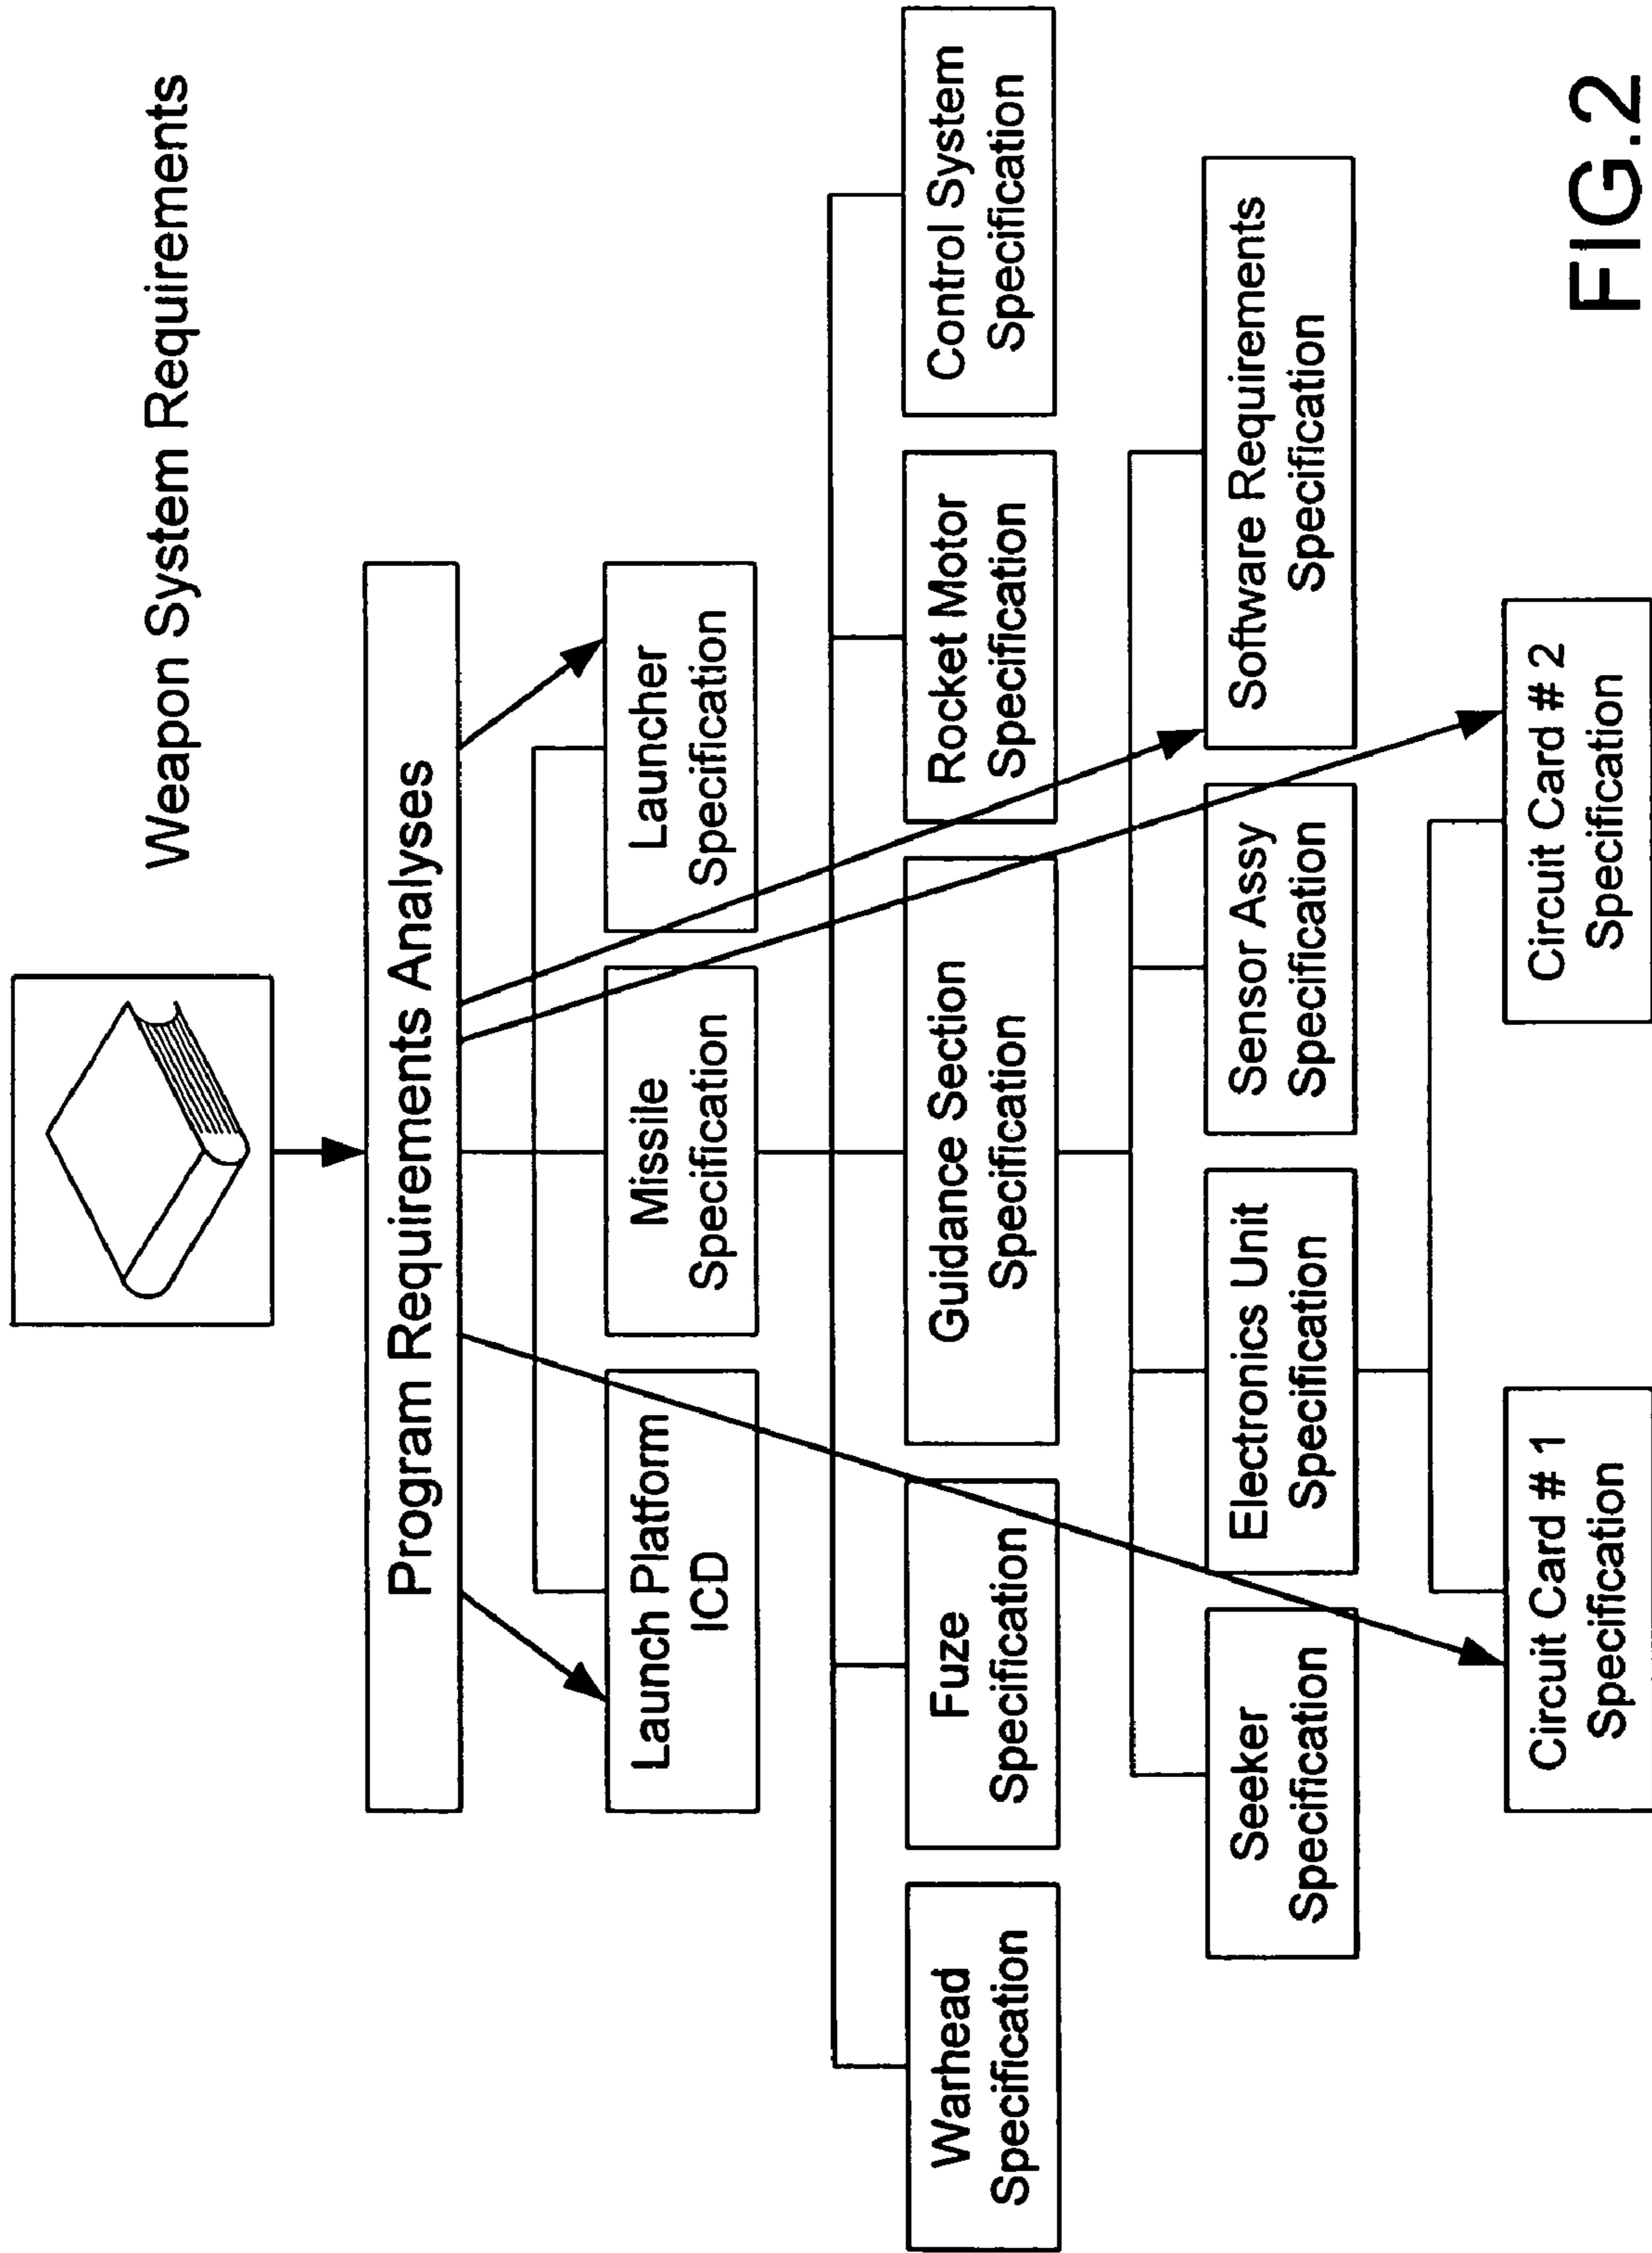 Weapon System Requirements
Program Requirements Analyses
Launch Platform
ICD
Missile
Specification
Launcher
Specification
Warhead
Specification
Fuze
Specification
Guidance Section
Specification
Rocket Motor
Specification
Control System
Specification
Seeker
Specification
Electronics Unit
Specification
Sensor Assy
Specification
Software Requirements
Specification
Circuit Card # 1
Specification
Circuit Card # 2
Specification
FIG.2